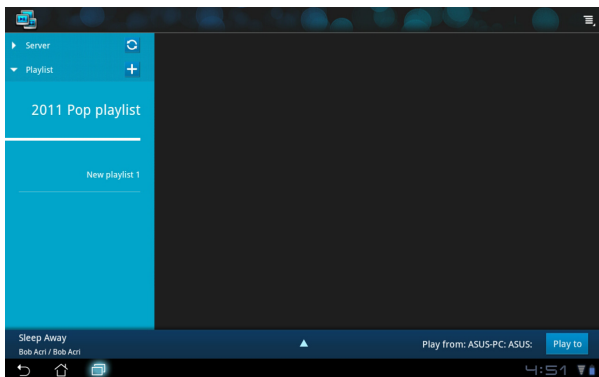 Server
Playlist
2011 Pop playlist
New playlist 1
Sleep Away
Bob Acri / Bob Acri
Play from: ASUS-PC: ASUS:
Play to
4:51